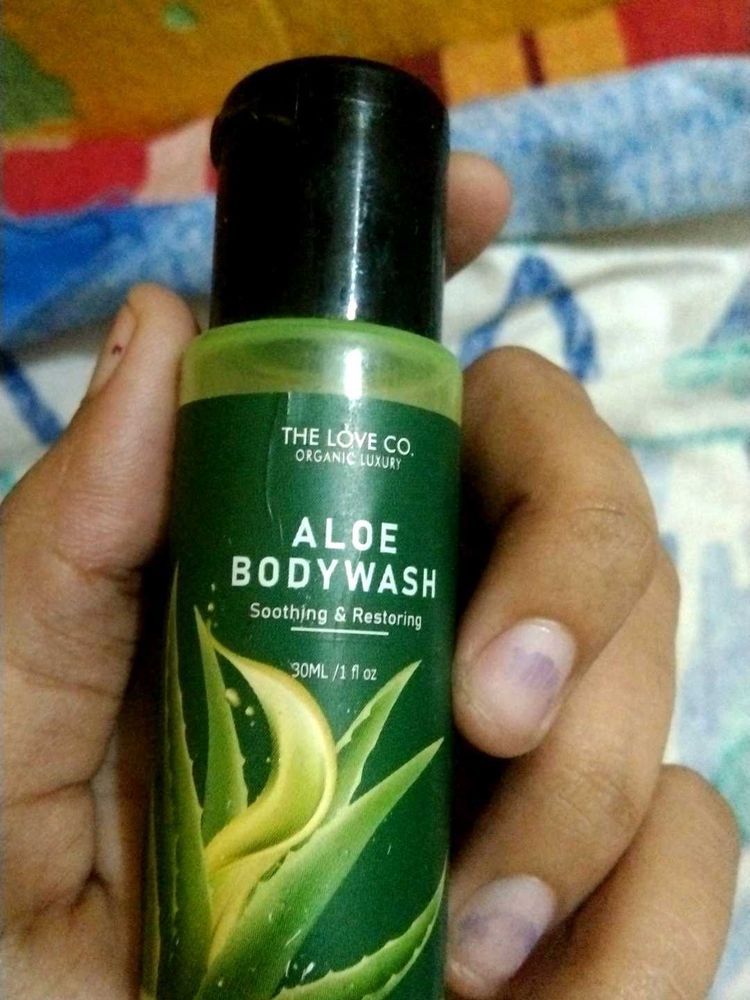 THE LOVE CO.
ORGANIC LUXURY
ALOE
BODYWASH
Soothing & Restoring
30ML /1 fl oz